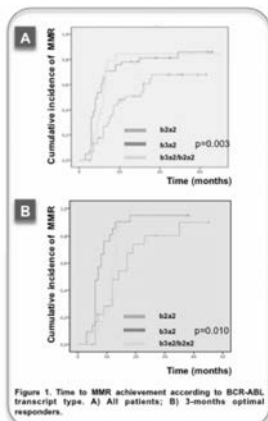 A
Cumulative incidence of MMR
b2a2
b3a2
b3a2/b2a2
p=0.003
Time (months)
B
Cumulative incidence of MMR
b2a2
b3a2
b3a2/b2a2
p=0.010
Time (months)
Figure 1. Time to MMR achievement according to BCR-ABL
transcript type. A) All patients; B) 3-months optimal
responders.